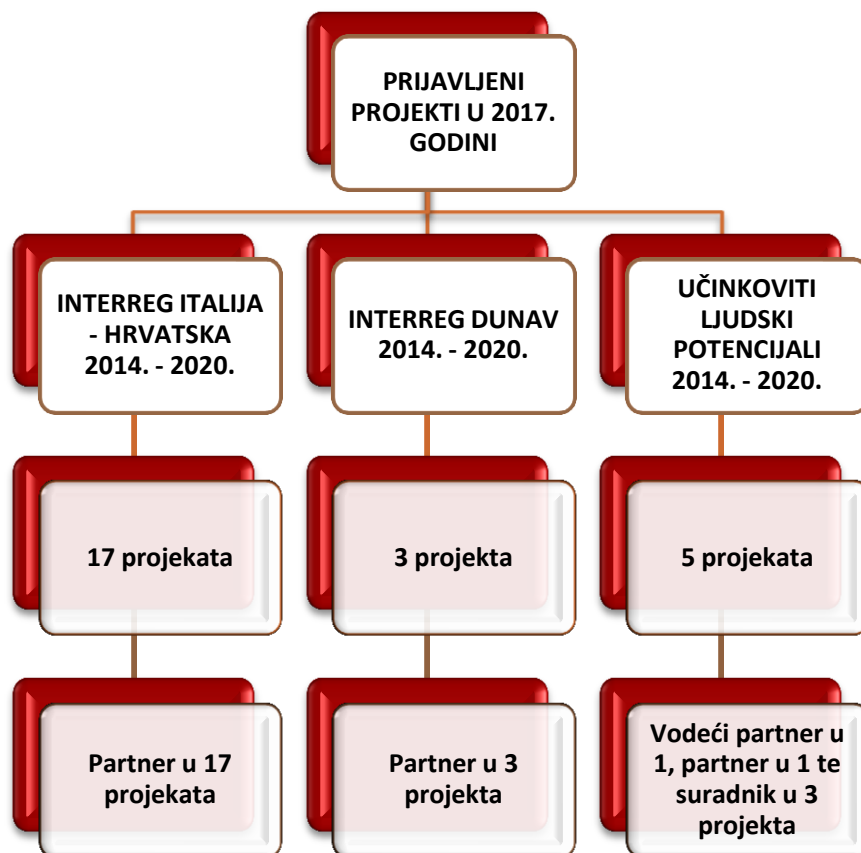 PRIJAVLJENI
PROJEKTI U 2017.
GODINI
INTERREG ITALIJA
- HRVATSKA
2014. - 2020.
INTERREG DUNAV
2014. - 2020.
UČINKOVITI
LJUDSKI
POTENCIJALI
2014. - 2020.
17 projekata
3 projekta
5 projekata
Partner u 17
projekata
Partner u 3
projekta
Vodeći partner u
1, partner u 1 te
suradnik u 3
projekta